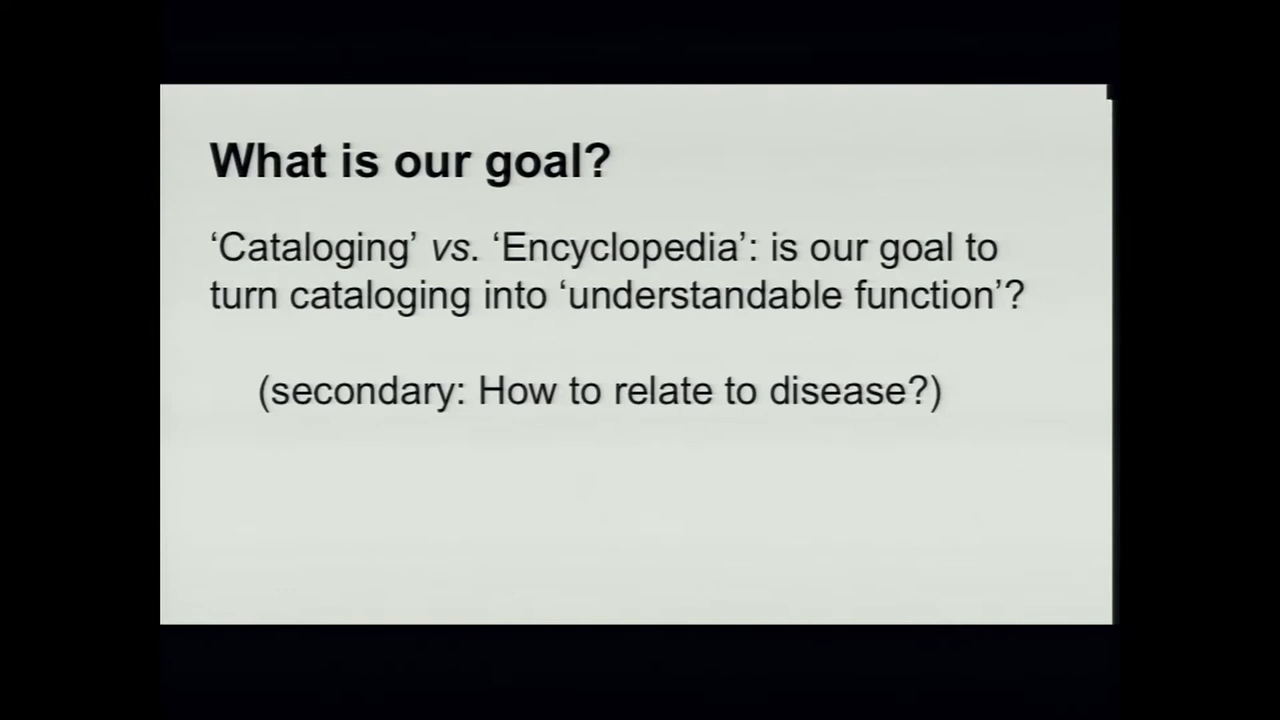 What is our goal?
‘Cataloging’ vs. ‘Encyclopedia’: is our goal to
turn cataloging into ‘understandable function’?
(secondary: How to relate to disease?)